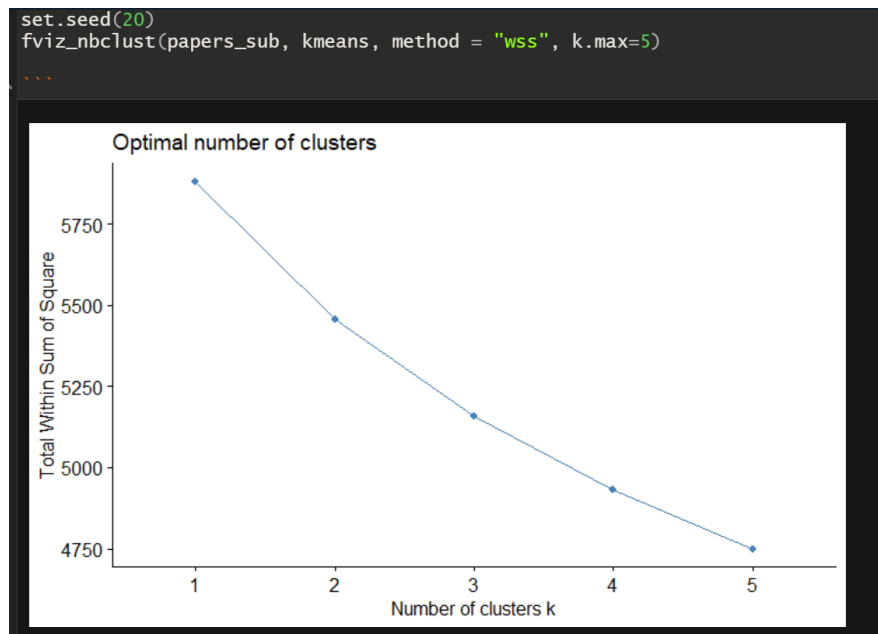 set.seed(20)
fviz_nbclust(papers_sub, kmeans, method = "wss", k.max=5)
```
Optimal number of clusters
Total Within Sum of Square
5750
5500
5250
5000
4750
1 2 3 4 5
Number of clusters k